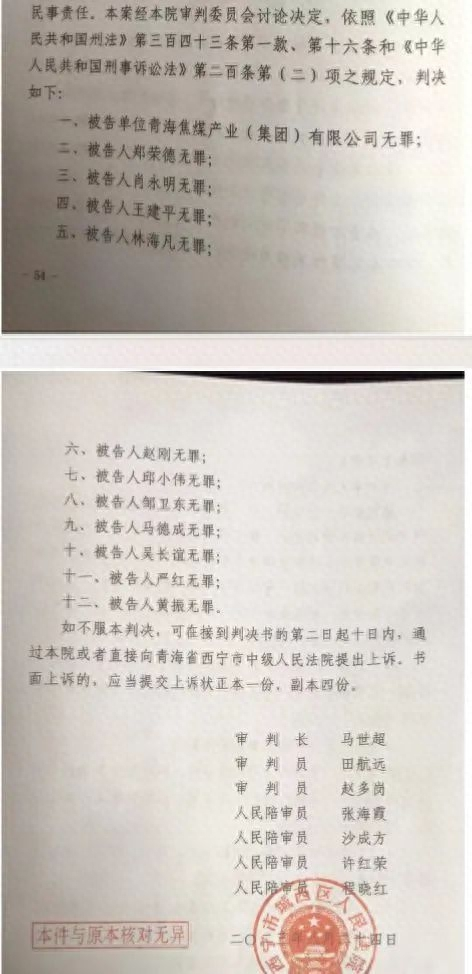 民事责任。本案经本院审判委员会讨论决定，依照《中华人
民共和国刑法》第三百四十三条第一款、第十六条和《中华
人民共和国刑事诉讼法》第二百条第（二）项之规定，判决
如下：
一、被告单位青海焦煤产业（集团）有限公司无罪；
二、被告人郑荣德无罪；
三、被告人肖永明无罪；
四、被告人王建平无罪；
五、被告人林海凡无罪；
- 54 -
六、被告人赵刚无罪；
七、被告人邱小伟无罪；
八、被告人邹卫东无罪；
九、被告人马德成无罪；
十、被告人吴长谊无罪；
十一、被告人严红无罪；
十二、被告人黄振无罪。
如不服本判决，可在接到判决书的第二日起十日内，通
过本院或者直接向青海省西宁市中级人民法院提出上诉。书
面上诉的，应当提交上诉状正本一份，副本四份。
审 判 长 马世超
审 判 员 田航远
审 判 员 赵多岗
人民陪审员 张海霞
人民陪审员 沙成方
人民陪审员 许红荣
人民陪审员 程晓红
二〇二 年 月二十四日
西宁市城西区人民法院
本件与原本核对无异